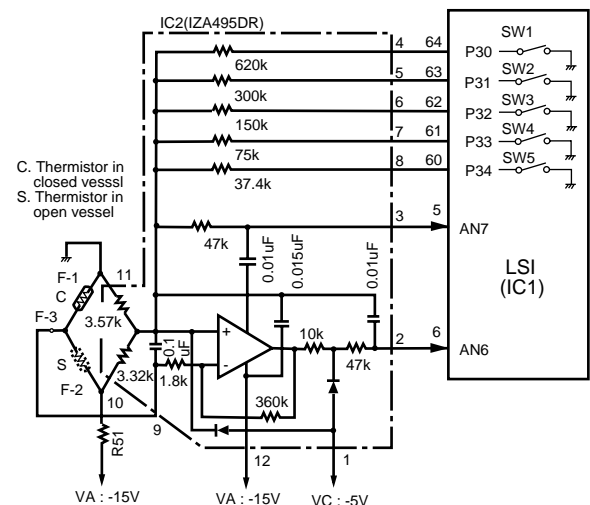 IC2(IZA495DR)
4 64
620k
P30
SW1
5 63
300k
P31
SW2
6 62
150k
P32
SW3
7 61
75k
P33
SW4
8 60
37.4k
P34
SW5
C. Thermistor in
closed vesssl
S. Thermistor in
open vessel
3 5
47k
AN7
0.01uF
0.015uF
0.01uF
LSI
(IC1)
F-1
11
C
F-3
3.57k
S
3.32k
F-2
10
9
0.1
uF
1.8k
+
-
10k
47k
2 6
AN6
360k
R51
12
1
VA : -15V
VA : -15V
VC : -5V